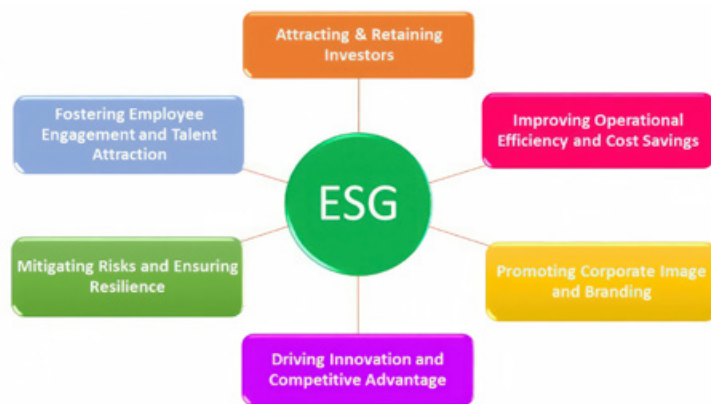 Attracting & Retaining
Investors
Fostering Employee
Engagement and Talent
Attraction
Improving Operational
Efficiency and Cost Savings
ESG
Mitigating Risks and Ensuring
Resilience
Promoting Corporate Image
and Branding
Driving Innovation and
Competitive Advantage